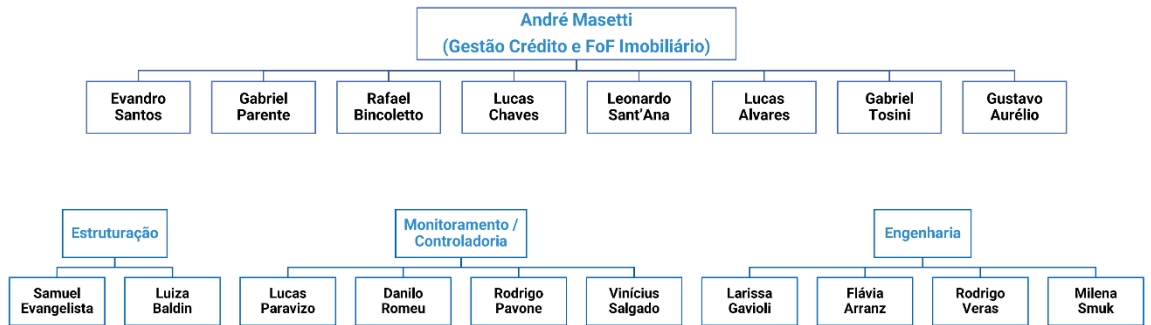 André Masetti
(Gestão Crédito e FoF Imobiliário)
Evandro
Santos
Gabriel
Parente
Rafael
Bincoletto
Lucas
Chaves
Leonardo
Sant'Ana
Lucas
Alvares
Gabriel
Tosini
Gustavo
Aurélio
Estruturação
Samuel
Evangelista
Luiza
Baldin
Monitoramento /
Controladoria
Lucas
Paravizo
Danilo
Romeu
Rodrigo
Pavone
Vinícius
Salgado
Engenharia
Larissa
Gavioli
Flávia
Arranz
Rodrigo
Veras
Milena
Smuk